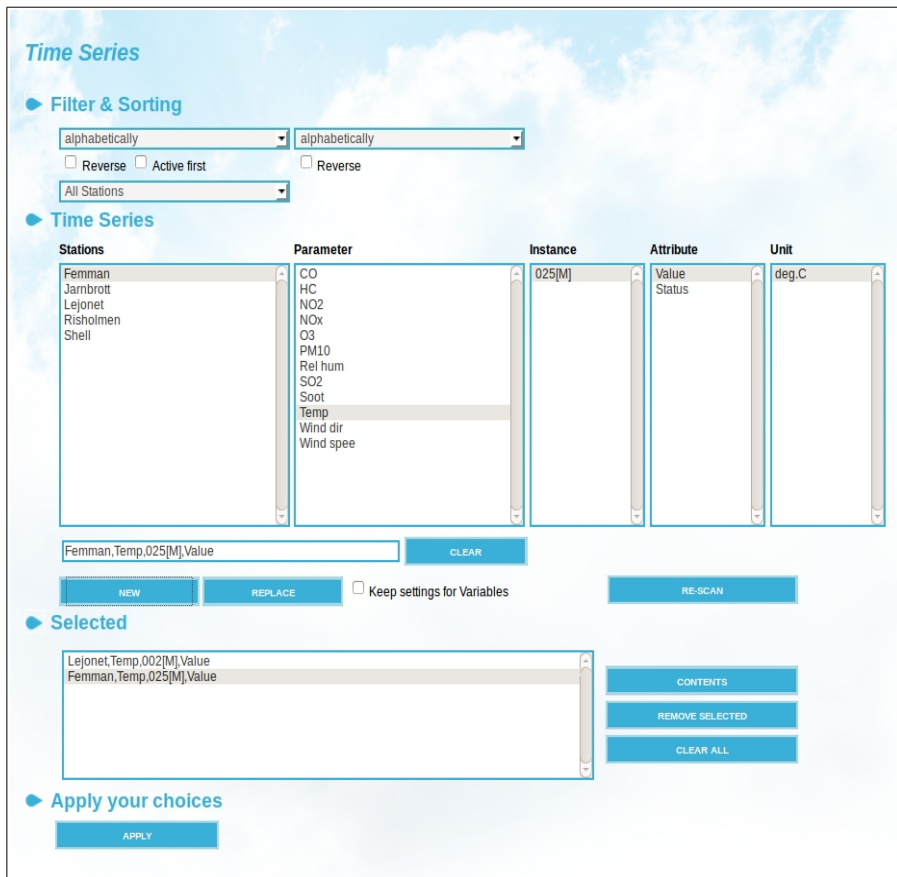 Time Series
Filter & Sorting
alphabetically alphabetically
Reverse Active first Reverse
All Stations
Time Series
Stations Parameter Instance Attribute Unit
Femman CO 025[M] Value deg.C
Jarnbrott HC Status
Lejonet NO2
Risholmen NOx
Shell O3
PM10
Rel hum
SO2
Soot
Temp
Wind dir
Wind spee
Femman,Temp,025[M],Value CLEAR
NEW REPLACE Keep settings for Variables RE-SCAN
Selected
Lejonet,Temp,002[M],Value
Femman,Temp,025[M],Value
CONTENTS
REMOVE SELECTED
CLEAR ALL
Apply your choices
APPLY